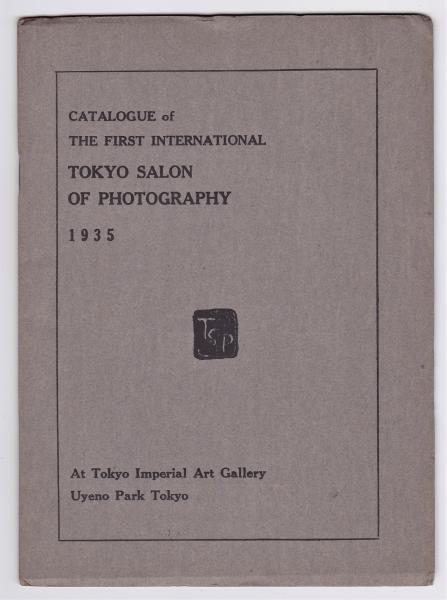 CATALOGUE of
THE FIRST INTERNATIONAL
TOKYO SALON
OF PHOTOGRAPHY
1935
TSP
At Tokyo Imperial Art Gallery
Uyeno Park Tokyo